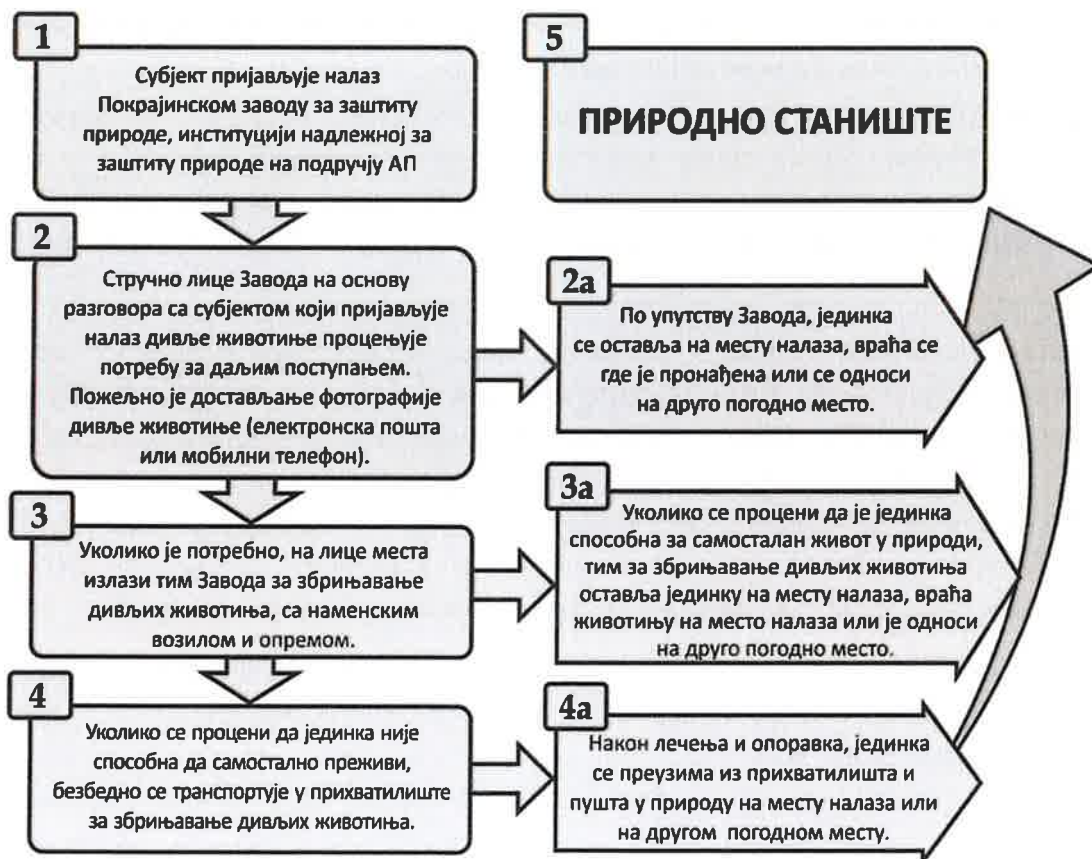 1
Субјект пријављује налаз
Покрајинском заводу за заштиту
природе, институцији надлежној за
заштиту природе на подручју АП
5
ПРИРОДНО СТАНИШТЕ
2
Стручно лице Завода на основу
разговора са субјектом који пријављује
налаз дивље животиње процењује
потребу за даљим поступањем.
Пожељно је достављање фотографије
дивље животиње (електронска пошта
или мобилни телефон).
2а
По упутству Завода, јединка
се оставља на месту налаза, враћа се
где је пронађена или се односи
на друго погодно место.
3
Уколико је потребно, на лице места
излази тим Завода за збрињавање
дивљих животиња, са наменским
возилом и опремом.
3а
Уколико се процени да је јединка
способна за самосталан живот у природи,
тим за збрињавање дивљих животиња
оставља јединку на месту налаза, враћа
животињу на место налаза или је односи
на друго погодно место.
4
Уколико се процени да јединка није
способна да самостално преживи,
безбедно се транспортује у прихватилиште
за збрињавање дивљих животиња.
4а
Након лечења и опоравка, јединка
се преузима из прихватилишта и
пушта у природу на месту налаза или
на другом погодном месту.